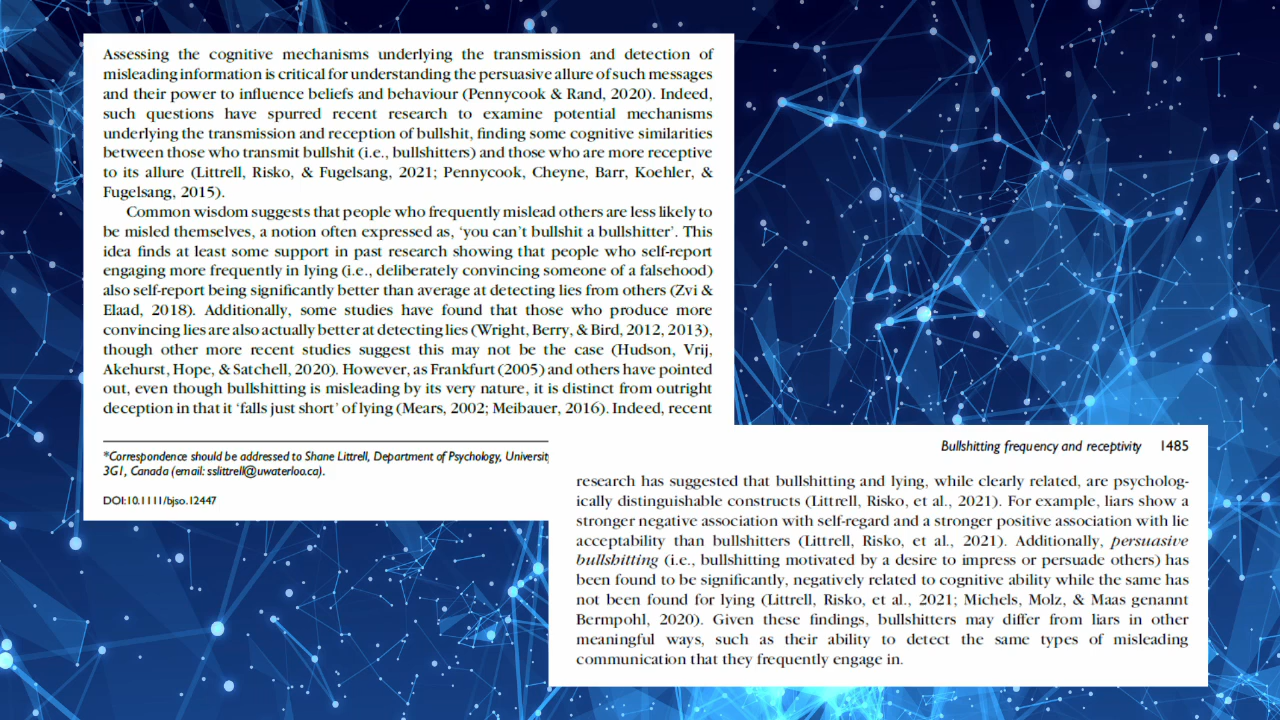 Assessing the cognitive mechanisms underlying the transmission and detection of
misleading information is critical for understanding the persuasive allure of such messages
and their power to influence beliefs and behaviour (Pennycook & Rand, 2020). Indeed,
such questions have spurred recent research to examine potential mechanisms
underlying the transmission and reception of bullshit, finding some cognitive similarities
between those who transmit bullshit (i.e., bullshitters) and those who are more receptive
to its allure (Littrell, Risko, & Fugelsang, 2021; Pennycook, Cheyne, Barr, Koehler, &
Fugelsang, 2015).
Common wisdom suggests that people who frequently mislead others are less likely to
be misled themselves, a notion often expressed as, 'you can't bullshit a bullshitter'. This
idea finds at least some support in past research showing that people who self-report
engaging more frequently in lying (i.e., deliberately convincing someone of a falsehood)
also self-report being significantly better than average at detecting lies from others (Zvi &
Elaad, 2018). Additionally, some studies have found that those who produce more
convincing lies are also actually better at detecting lies (Wright, Berry, & Bird, 2012, 2013),
though other more recent studies suggest this may not be the case (Hudson, Vrij,
Akehurst, Hope, & Satchell, 2020). However, as Frankfurt (2005) and others have pointed
out, even though bullshitting is misleading by its very nature, it is distinct from outright
deception in that it 'falls just short' of lying (Mears, 2002; Meibauer, 2016). Indeed, recent
*Correspondence should be addressed to Shane Littrell, Department of Psychology, University
3G1, Canada (email: sslittrell@uwaterloo.ca).
DOI:10.1111/bjso.12447
Bullshitting frequency and receptivity 1485
research has suggested that bullshitting and lying, while clearly related, are psycholog-
ically distinguishable constructs (Littrell, Risko, et al., 2021). For example, liars show a
stronger negative association with self-regard and a stronger positive association with lie
acceptability than bullshitters (Littrell, Risko, et al., 2021). Additionally, persuasive
bullshitting (i.e., bullshitting motivated by a desire to impress or persuade others) has
been found to be significantly, negatively related to cognitive ability while the same has
not been found for lying (Littrell, Risko, et al., 2021; Michels, Molz, & Maas genannt
Bermpohl, 2020). Given these findings, bullshitters may differ from liars in other
meaningful ways, such as their ability to detect the same types of misleading
communication that they frequently engage in.